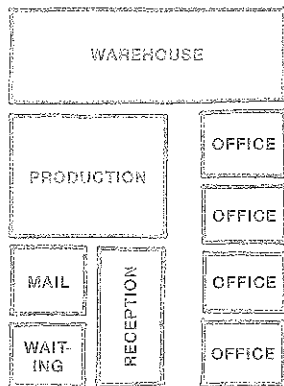 WAREHOUSE
PRODUCTION
OFFICE
OFFICE
MAIL
RECEPTION
OFFICE
WAIT-
ING
OFFICE